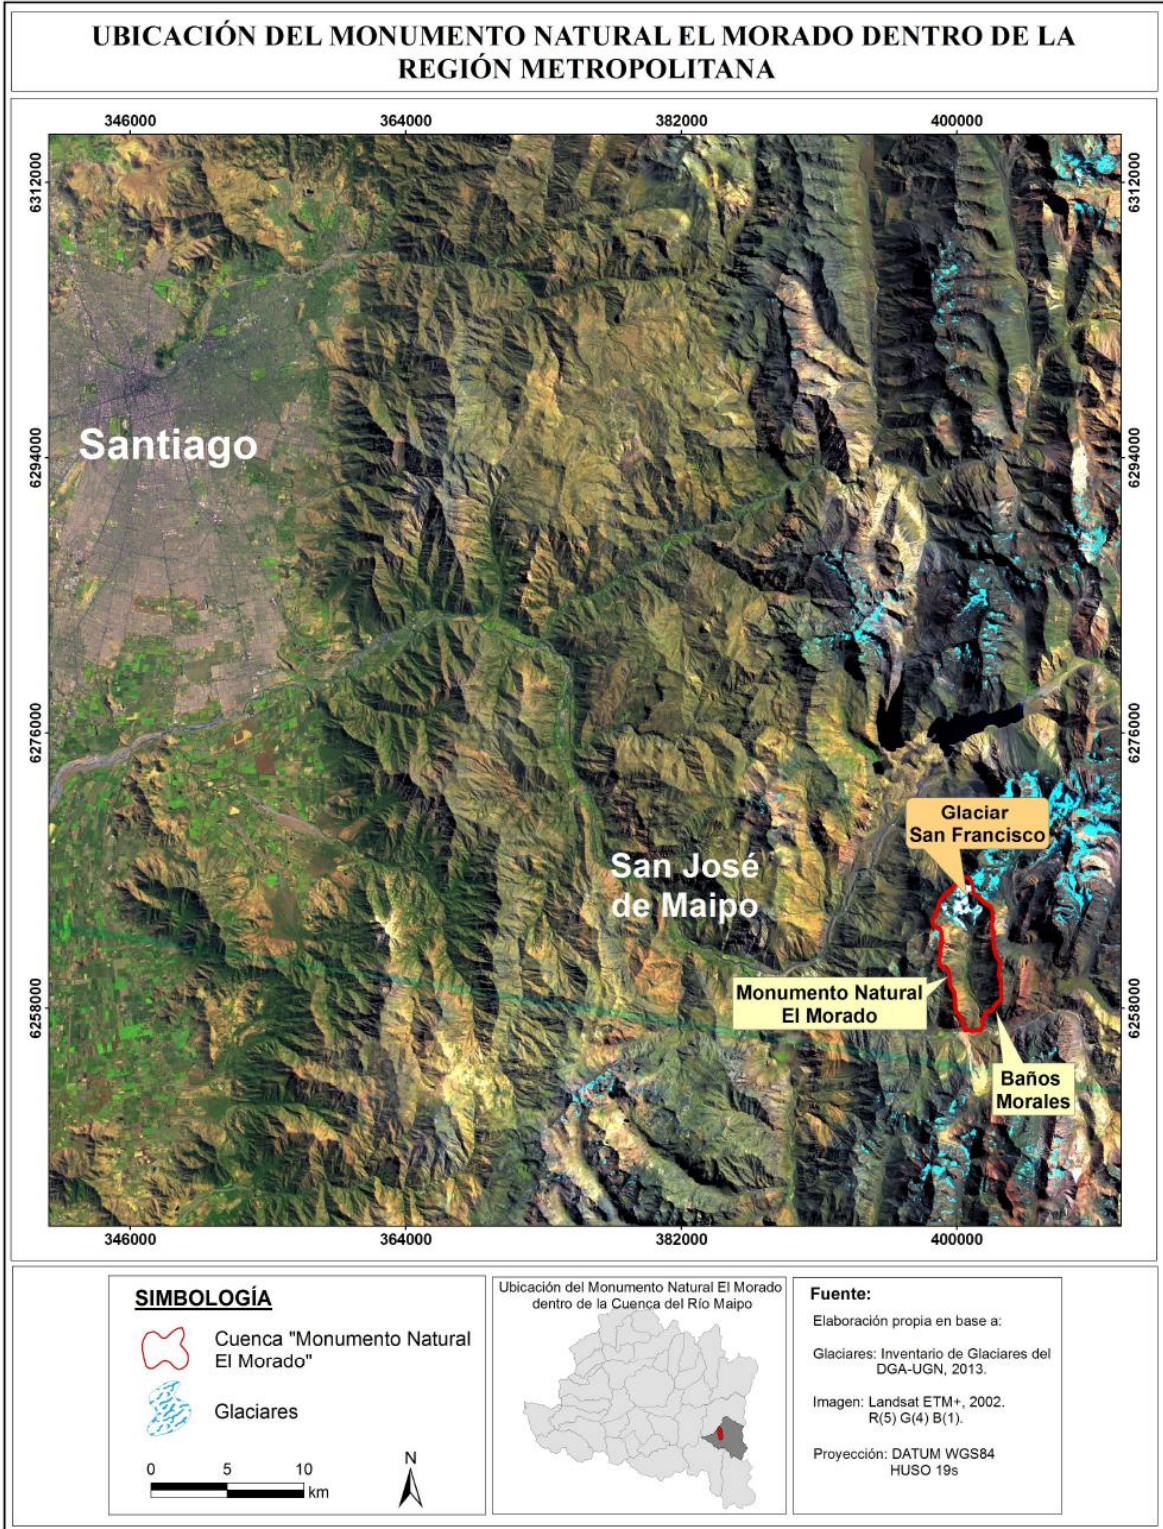 UBICACIÓN DEL MONUMENTO NATURAL EL MORADO DENTRO DE LA
REGIÓN METROPOLITANA
346000 364000 382000 400000
6312000 6312000
6294000 6294000
Santiago
6276000 6276000
Glaciar
San Francisco
San José
de Maipo
Monumento Natural
El Morado
6258000 6258000
Baños
Morales
346000 364000 382000 400000
SIMBOLOGÍA
Cuenca "Monumento Natural
El Morado"
Glaciares
0 5 10
km
N
Ubicación del Monumento Natural El Morado
dentro de la Cuenca del Río Maipo
Fuente:
Elaboración propia en base a:
Glaciares: Inventario de Glaciares del
DGA-UGN, 2013.
Imagen: Landsat ETM+, 2002.
R(5) G(4) B(1).
Proyección: DATUM WGS84
HUSO 19s